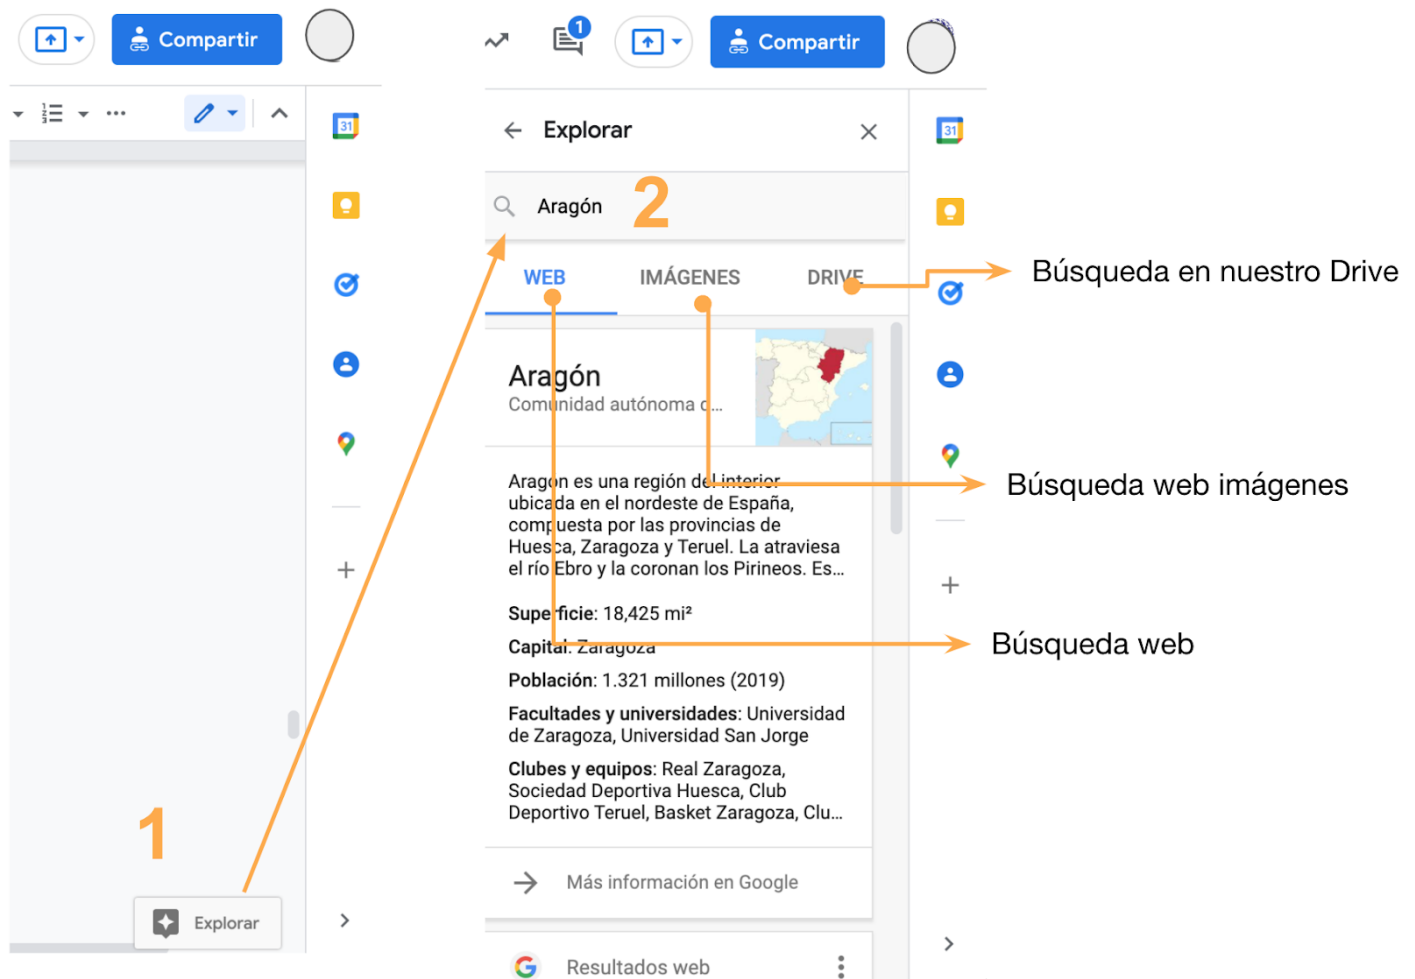 Compartir
31
1
Explorar
1
Compartir
Explorar
31
Aragón
2
WEB
IMÁGENES
DRIVE
Búsqueda en nuestro Drive
Aragón
Comunidad autónoma d...
Aragón es una región del interior
ubicada en el nordeste de España,
compuesta por las provincias de
Huesca, Zaragoza y Teruel. La atraviesa
el río Ebro y la coronan los Pirineos. Es...
Búsqueda web imágenes
Superficie: 18,425 mi²
Capital: Zaragoza
Búsqueda web
Población: 1.321 millones (2019)
Facultades y universidades: Universidad
de Zaragoza, Universidad San Jorge
Clubes y equipos: Real Zaragoza,
Sociedad Deportiva Huesca, Club
Deportivo Teruel, Basket Zaragoza, Clu...
Más información en Google
Resultados web